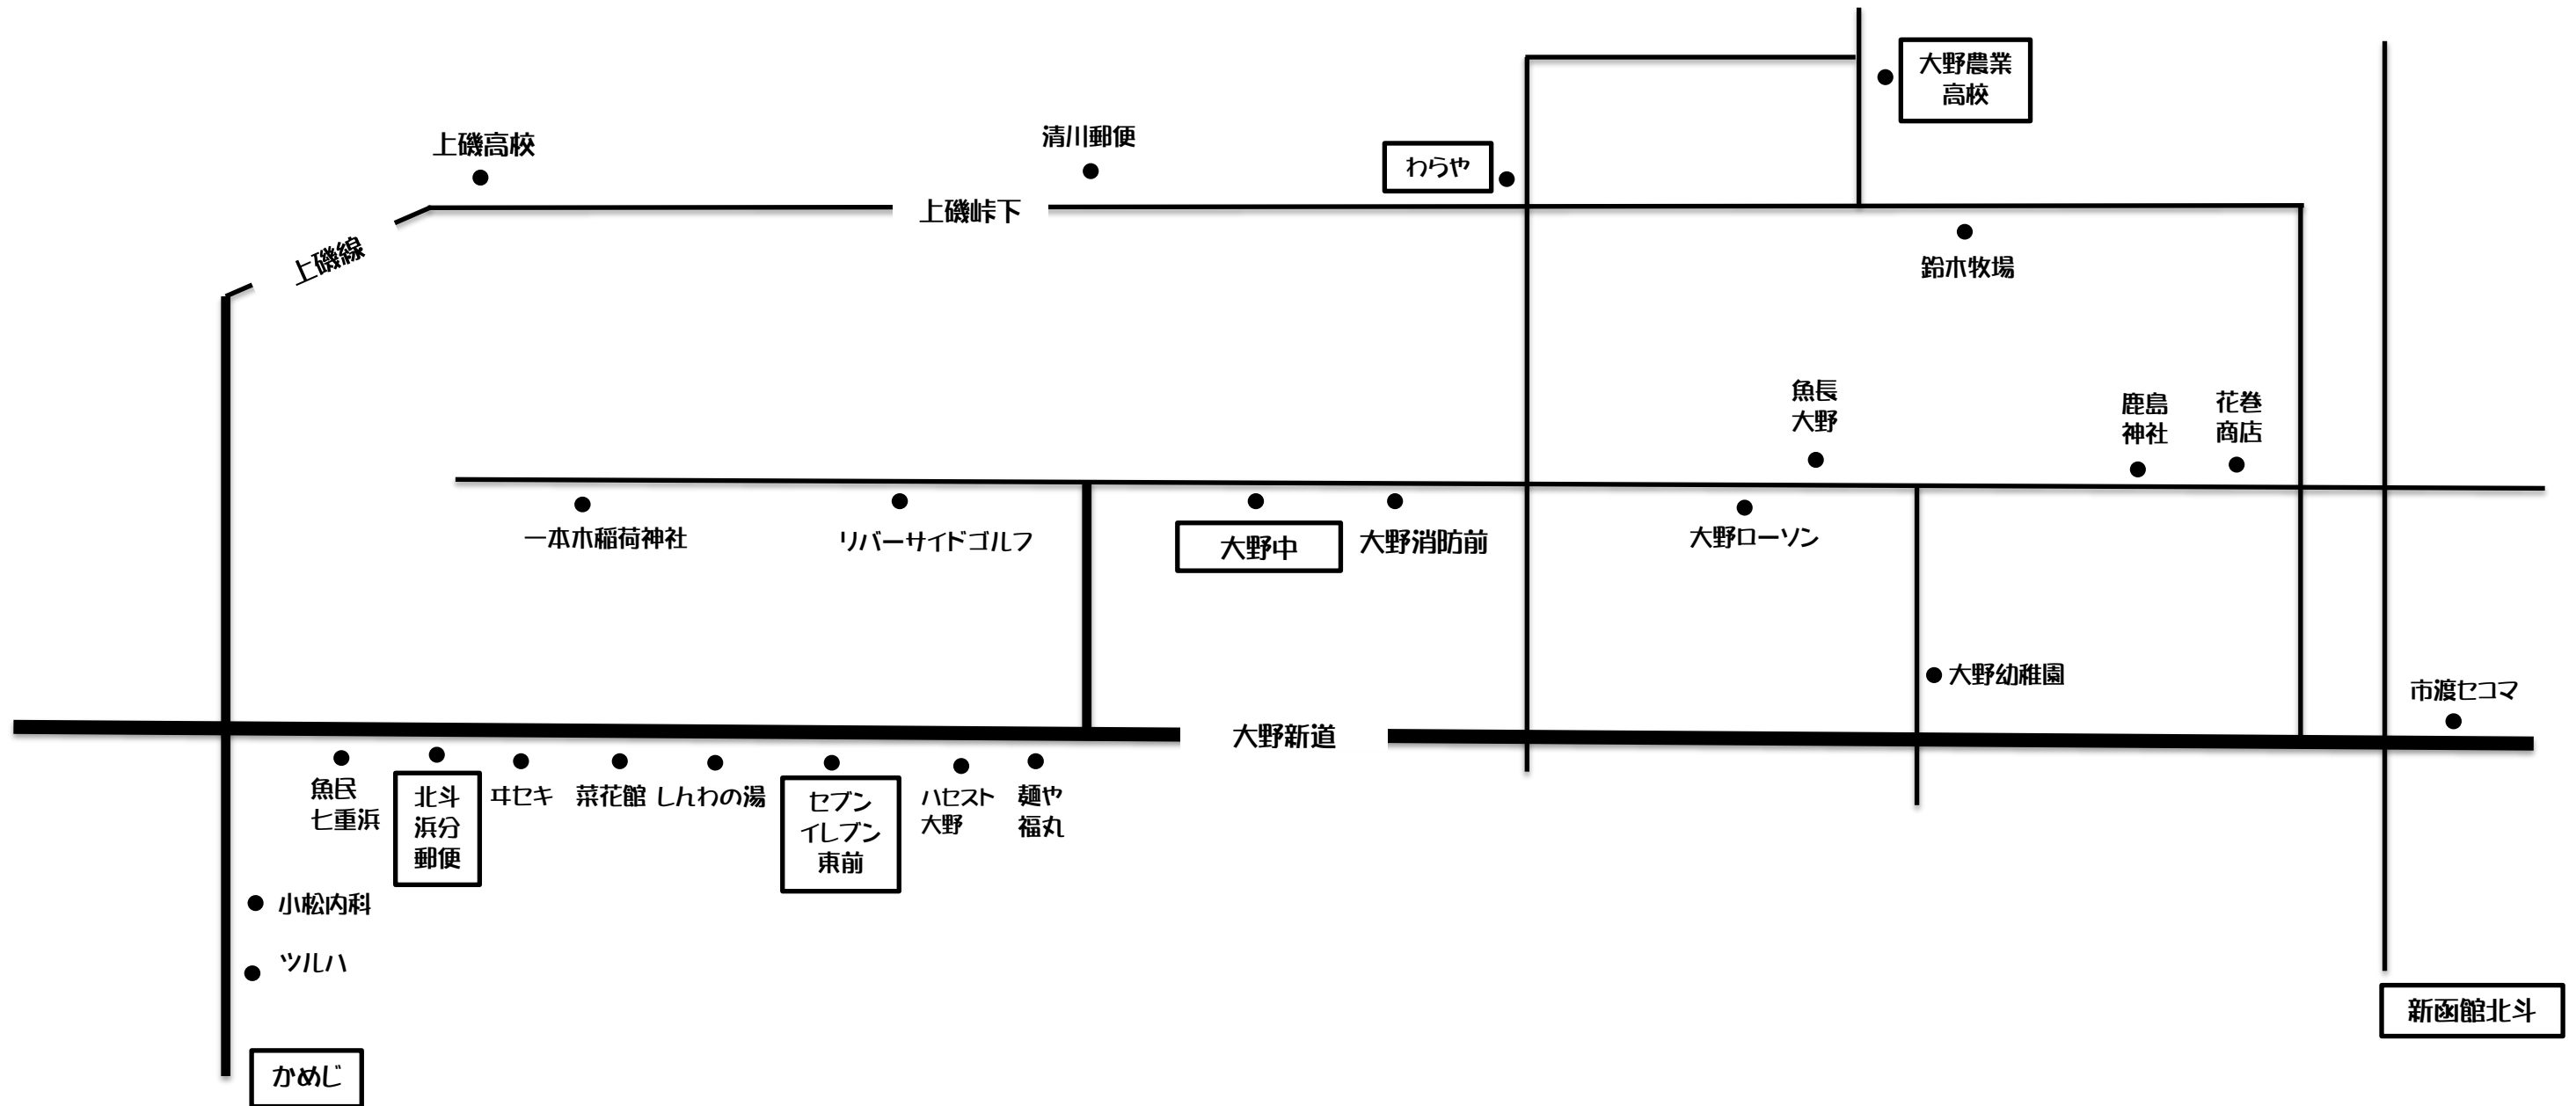 大野農業
高校
上磯高校
清川郵便
わらや
上磯峠下
上磯線
鈴木牧場
魚長
大野
鹿島
神社
花巻
商店
一本木稲荷神社
リバーサイドゴルフ
大野中
大野消防前
大野ローソン
大野幼稚園
市渡セコマ
大野新道
魚民
七重浜
北斗
浜分
郵便
ヰセキ
菜花館
しんわの湯
セブン
イレブン
東前
ハセスト
大野
麺や
福丸
小松内科
ツルハ
新函館北斗
かめじ